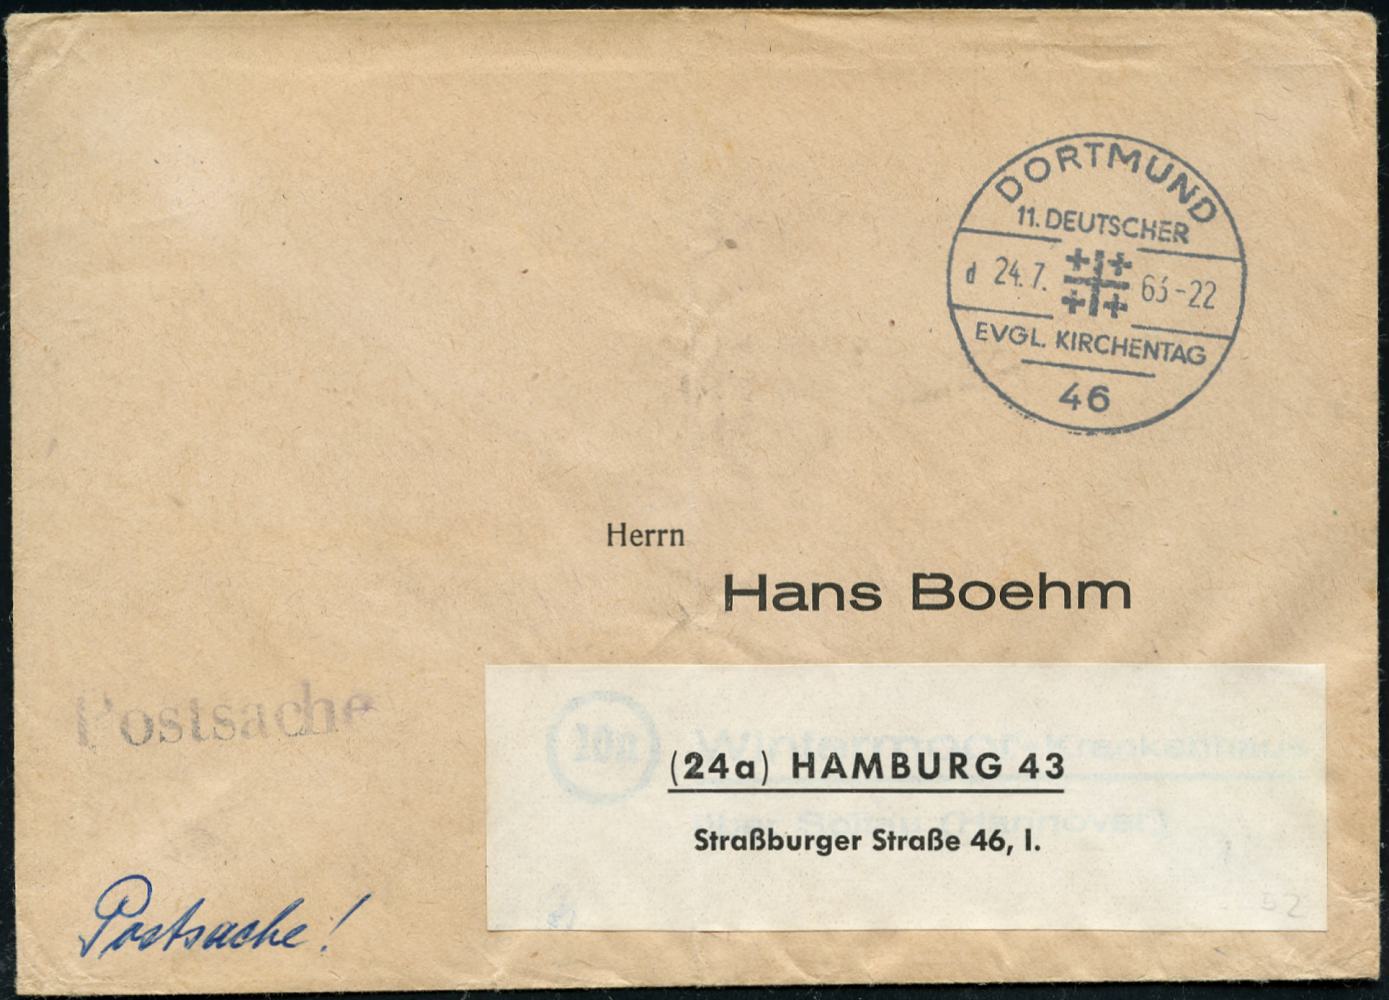 DORTMUND
11. DEUTSCHER
d 24.7. 63-22
EVGL. KIRCHENTAG
46
Herrn
Hans Boehm
Postsache
(24a) HAMBURG 43
Straßburger Straße 46, I.
Postsache!
52